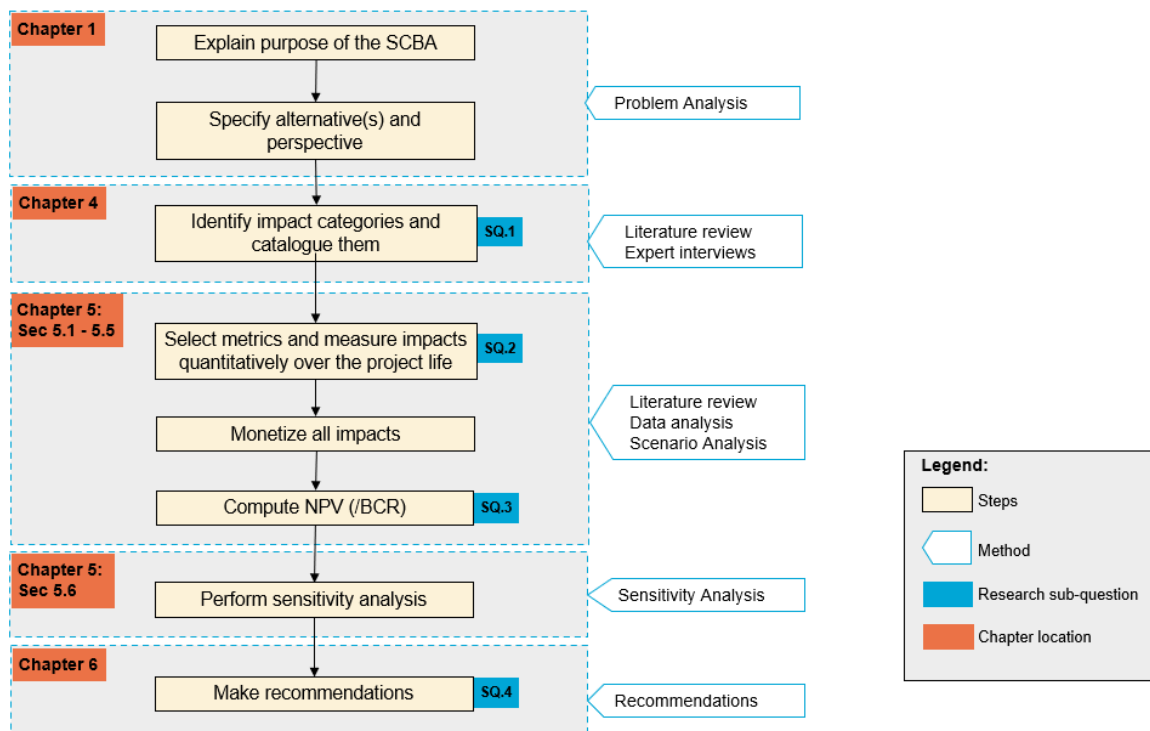 Chapter 1
Explain purpose of the SCBA
Specify alternative(s) and
perspective
Problem Analysis
Chapter 4
Identify impact categories and
catalogue them
SQ.1
Literature review
Expert interviews
Chapter 5:
Sec 5.1 - 5.5
Select metrics and measure impacts
quantitatively over the project life
SQ.2
Monetize all impacts
Literature review
Data analysis
Scenario Analysis
Compute NPV (/BCR)
SQ.3
Chapter 5:
Sec 5.6
Perform sensitivity analysis
Sensitivity Analysis
Chapter 6
Make recommendations
SQ.4
Recommendations
Legend:
Steps
Method
Research sub-question
Chapter location